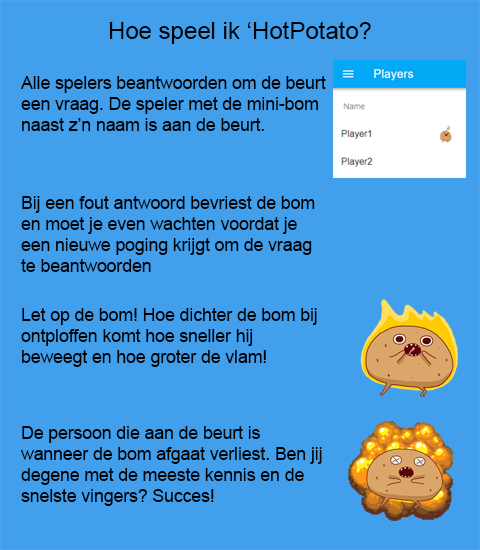 Hoe speel ik ‘HotPotato?
Alle spelers beantwoorden om de beurt
een vraag. De speler met de mini-bom
naast z’n naam is aan de beurt.
Players
Name
Player1
Player2
Bij een fout antwoord bevriest de bom
en moet je even wachten voordat je
een nieuwe poging krijgt om de vraag
te beantwoorden
Let op de bom! Hoe dichter de bom bij
ontploffen komt hoe sneller hij
beweegt en hoe groter de vlam!
De persoon die aan de beurt is
wanneer de bom afgaat verliest. Ben jij
degene met de meeste kennis en de
snelste vingers? Succes!